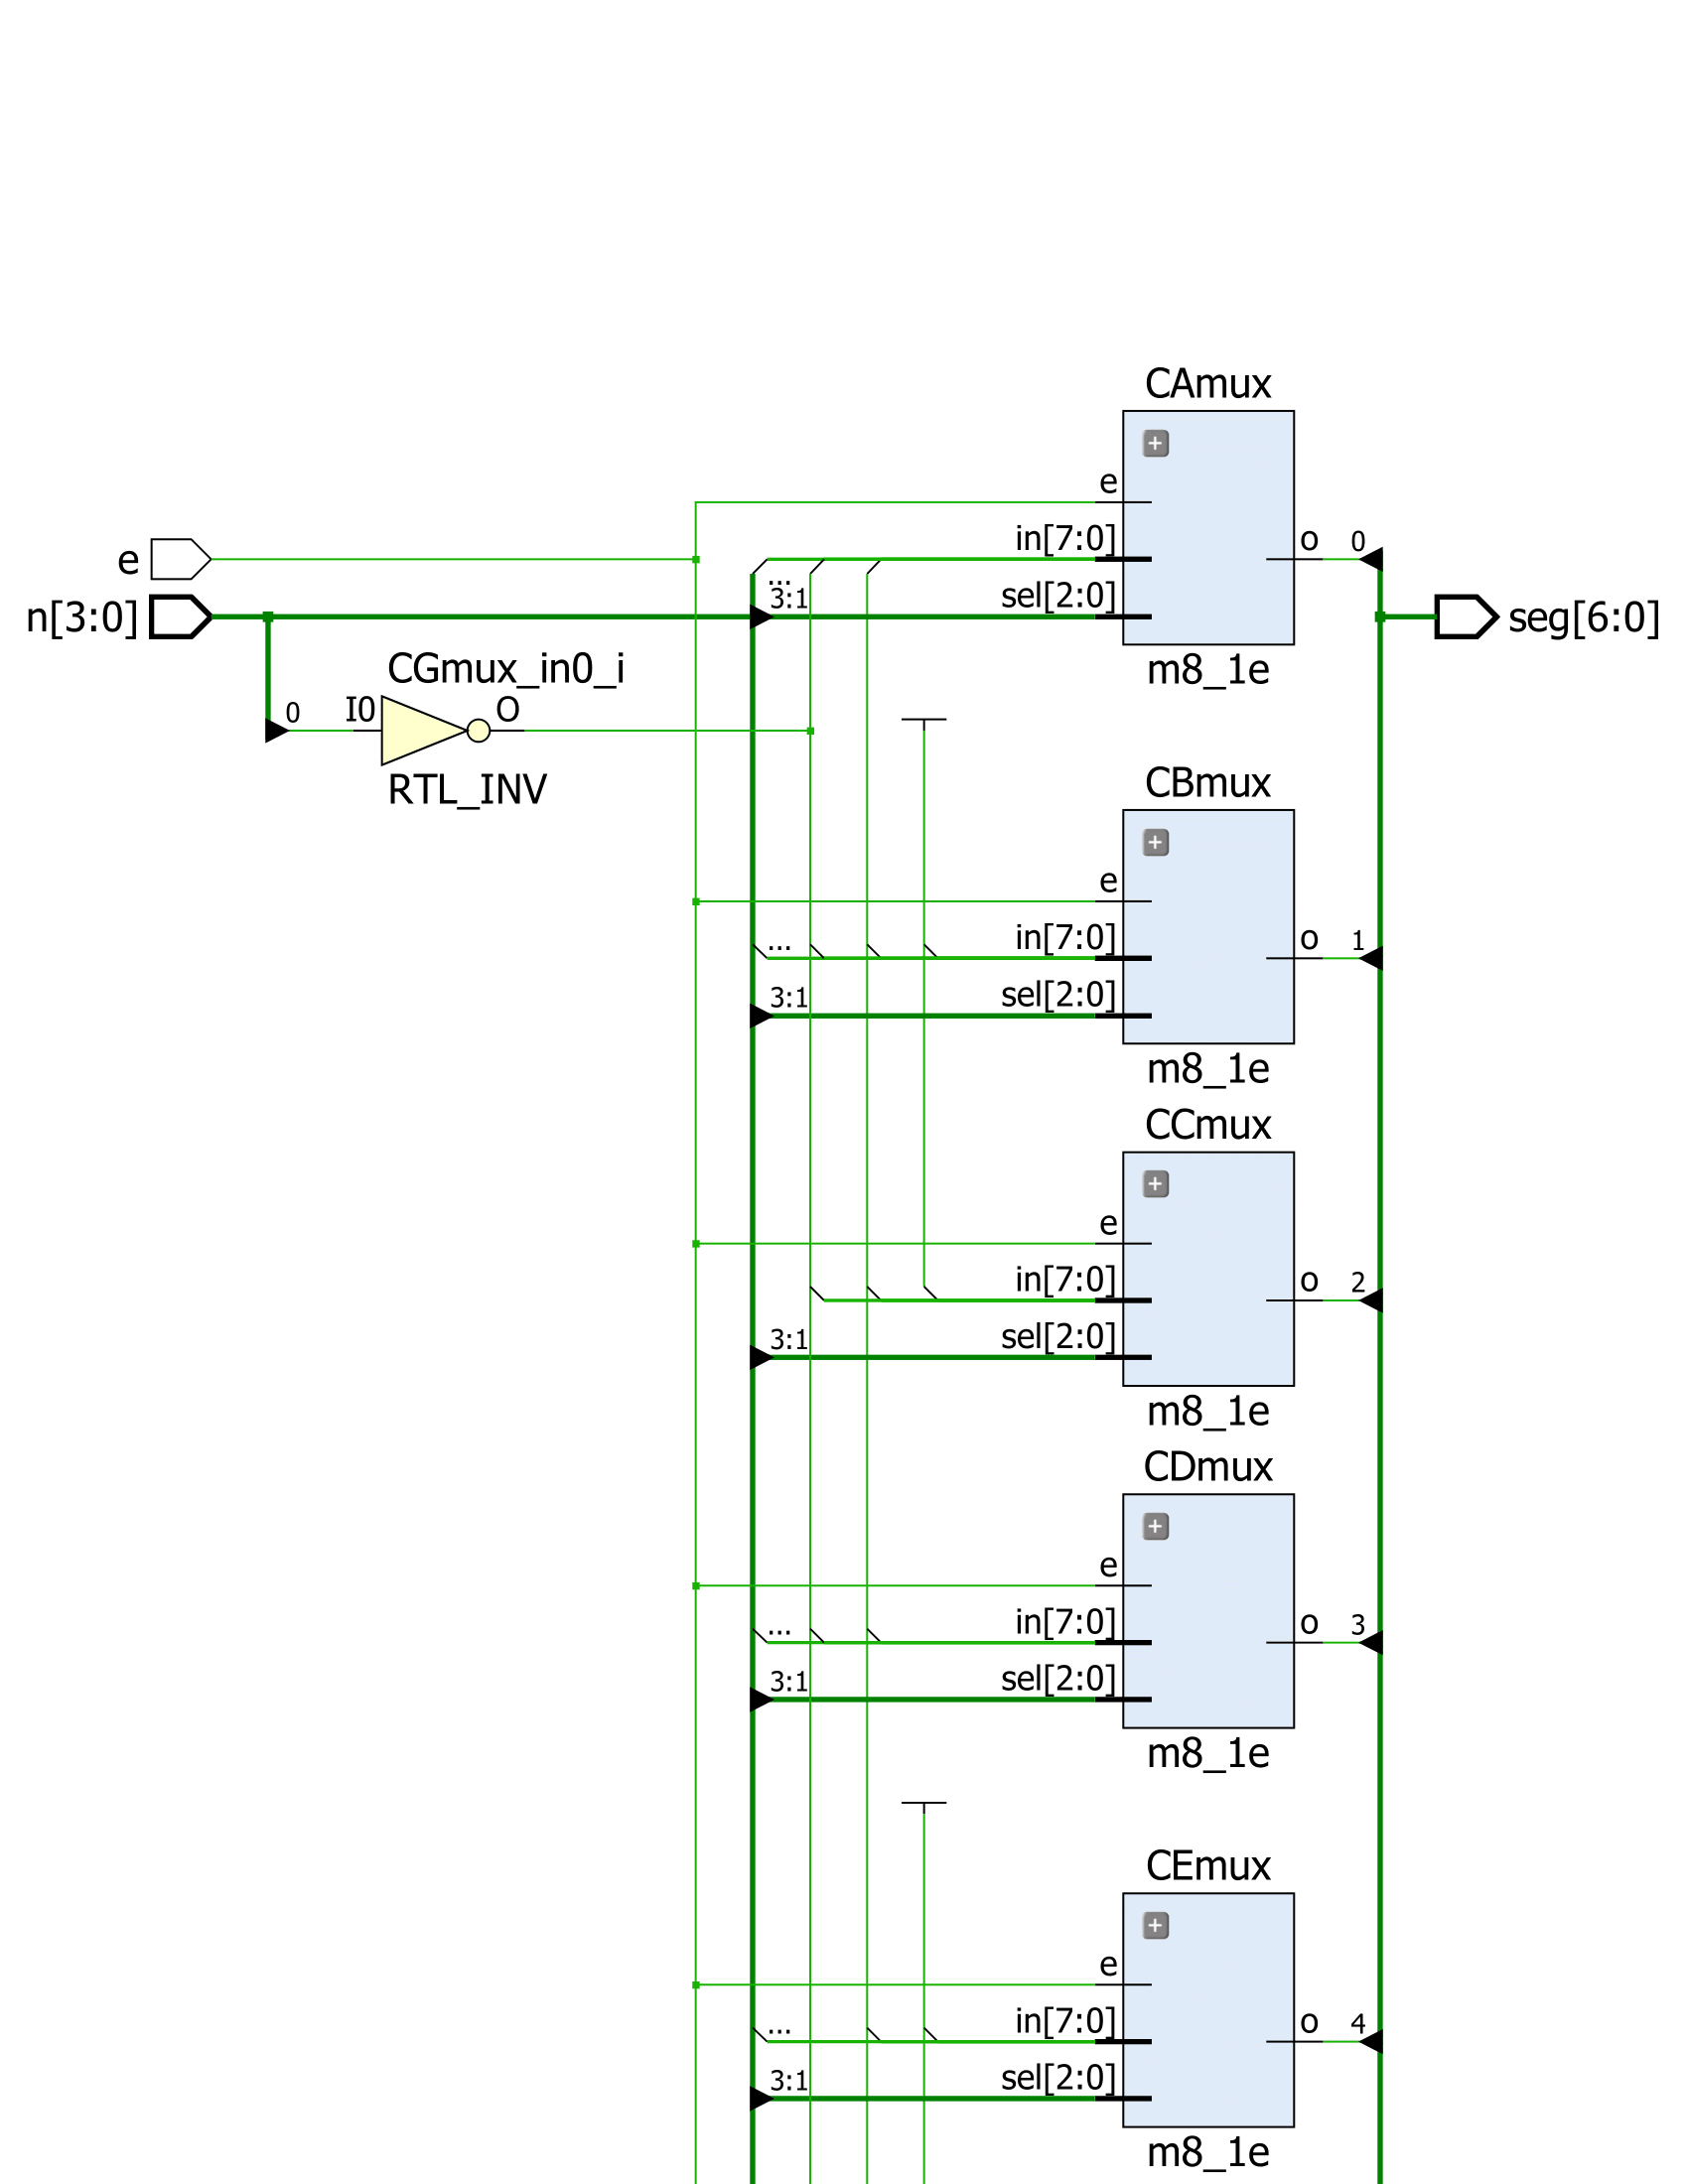 CAmux
e
in[7:0]
o
0
e
...
3:1
sel[2:0]
n[3:0]
seg[6:0]
CGmux_in0_i
m8_1e
0
I0
O
RTL_INV
CBmux
e
...
in[7:0]
o
1
3:1
sel[2:0]
m8_1e
CCmux
e
in[7:0]
o
2
3:1
sel[2:0]
m8_1e
CDmux
e
...
in[7:0]
o
3
3:1
sel[2:0]
m8_1e
CEmux
e
...
in[7:0]
o
4
3:1
sel[2:0]
m8_1e